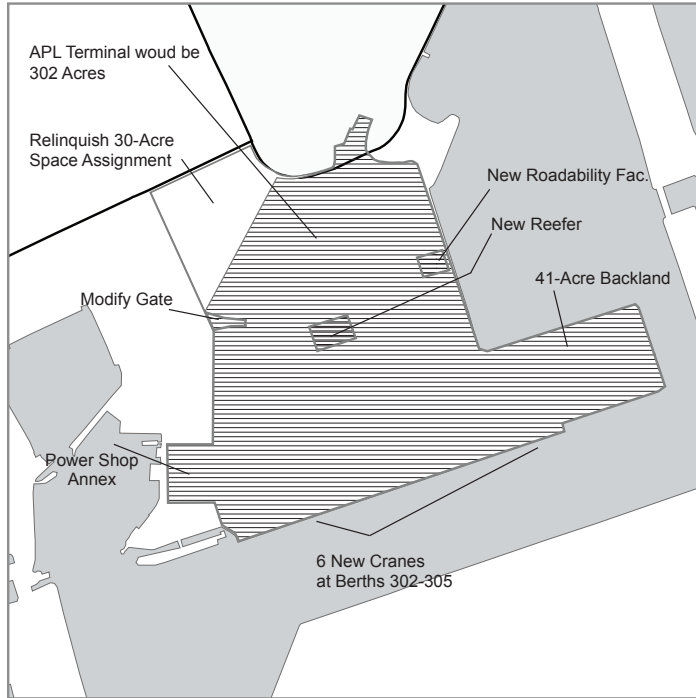 APL Terminal woud be
302 Acres
Relinquish 30-Acre
Space Assignment
New Roadability Fac.
New Reefer
41-Acre Backland
Modify Gate
Power Shop
Annex
6 New Cranes
at Berths 302-305